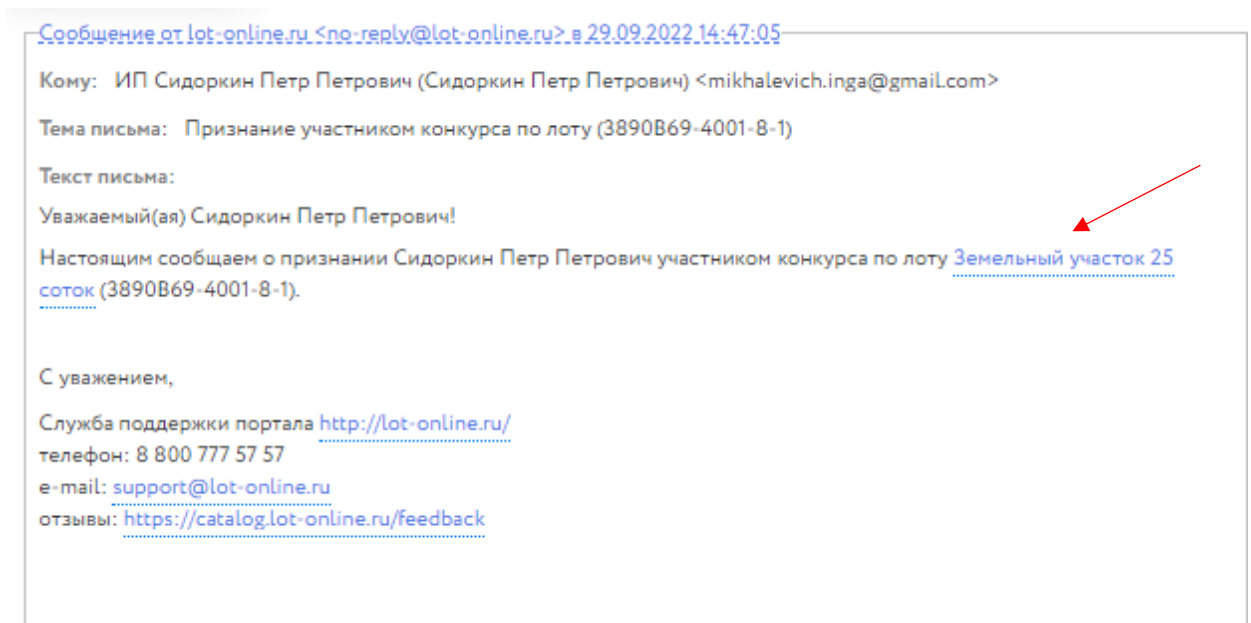 Сообщение от lot-online.ru <no-reply@lot-online.ru> в 29.09.2022 14:47:05
Кому: ИП Сидоркин Петр Петрович (Сидоркин Петр Петрович) <mikhalevich.inga@gmail.com>
Тема письма: Признание участником конкурса по лоту (3890B69-4001-8-1)
Текст письма:
Уважаемый(ая) Сидоркин Петр Петрович!
Настоящим сообщаем о признании Сидоркин Петр Петрович участником конкурса по лоту Земельный участок 25
соток (3890B69-4001-8-1).
С уважением,
Служба поддержки портала http://lot-online.ru/
телефон: 8 800 777 57 57
e-mail: support@lot-online.ru
отзывы: https://catalog.lot-online.ru/feedback